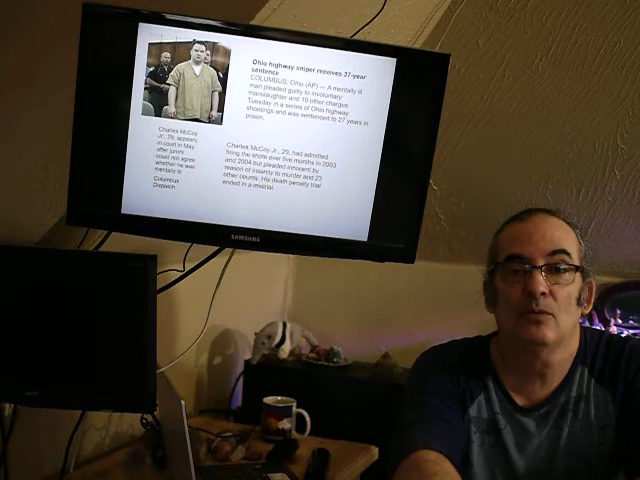 Ohio highway sniper receives 27-year
sentence
COLUMBUS, Ohio (AP) — A mentally ill
man pleaded guilty to involuntary
manslaughter and 10 other charges
Tuesday in a series of Ohio highway
shootings and was sentenced to 27 years in
prison.
Charles McCoy
Jr., 29, appears
in court in May
after jurors
could not agree
whether he was
mentally ill.
Columbus
Dispatch
Charles McCoy Jr., 29, had admitted
firing the shots over five months in 2003
and 2004 but pleaded innocent by
reason of insanity to murder and 23
other counts. His death penalty trial
ended in a mistrial.
SAMSUNG